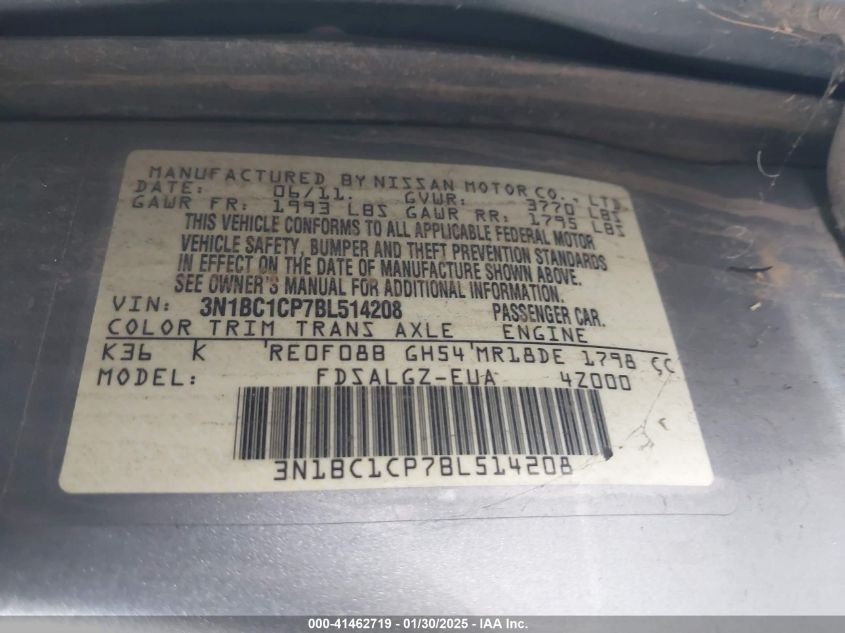 MANUFACTURED BY NISSAN MOTOR CO., LTD.
DATE: 06/11. GVWR: 3770 LBS
GAWR FR: 1993 LBS GAWR RR: 1795 LBS
THIS VEHICLE CONFORMS TO ALL APPLICABLE FEDERAL MOTOR
VEHICLE SAFETY, BUMPER AND THEFT PREVENTION STANDARDS
IN EFFECT ON THE DATE OF MANUFACTURE SHOWN ABOVE.
SEE OWNER'S MANUAL FOR ADDITIONAL INFORMATION.
VIN: 3N1BC1CP7BL514208 PASSENGER CAR.
COLOR TRIM TRANS AXLE ENGINE
K36 K 'RE0F08B GH54'MR18DE 1798 CC
MODEL: FDSALGZ-EUA 4Z000
3N1BC1CP7BL514208
000-41462719 — 01/30/2025 — IAA Inc.